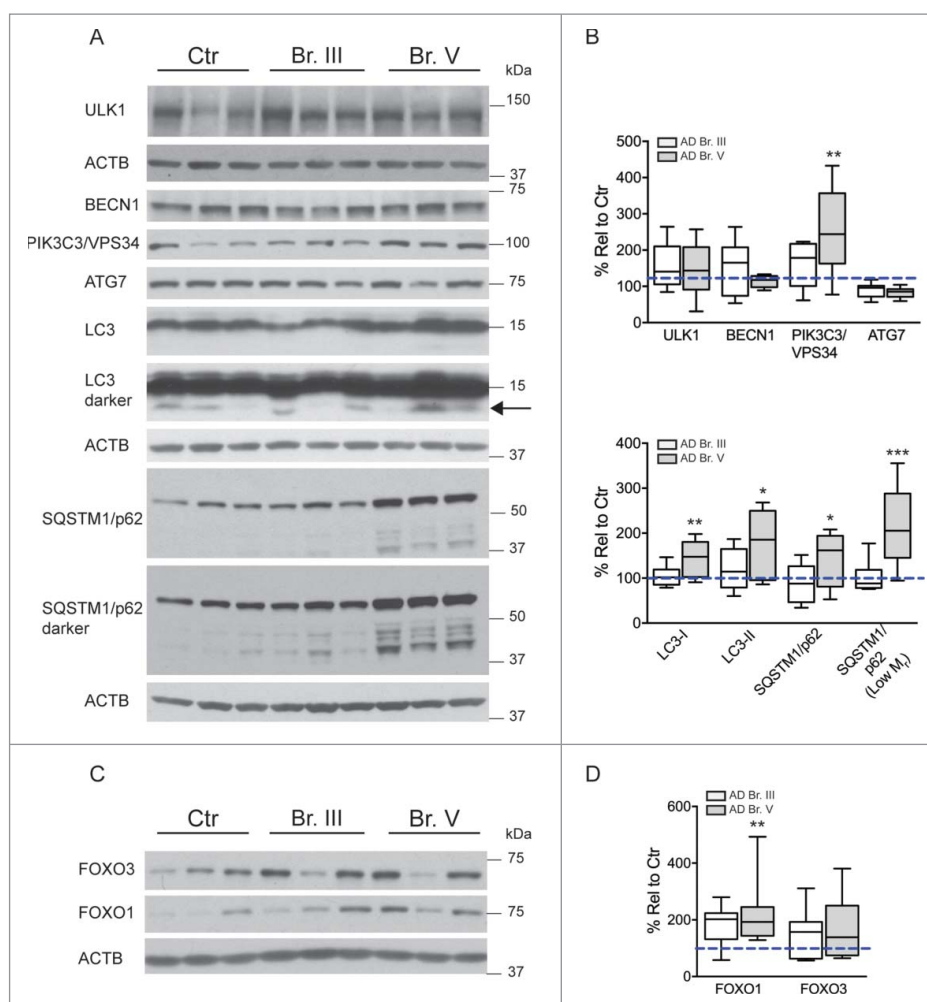 A
Ctr Br. III Br. V
kDa
ULK1
150
ACTB
37
75
BECN1
PIK3C3/VPS34
100
ATG7
75
LC3
15
LC3
darker
15
ACTB
37
SQSTM1/p62
50
37
SQSTM1/p62
darker
50
37
ACTB
37
B
AD Br. III
AD Br. V
% Rel to Ctr
500
400
300
200
100
0
**
ULK1 BECN1 PIK3C3/ ATG7
VPS34
AD Br. III
AD Br. V
% Rel to Ctr
400
300
200
100
0
** * * ***
LC3-I
LC3-II
SQSTM1/p62
SQSTM1/
p62
(Low Mr)
C
Ctr Br. III Br. V
kDa
FOXO3
75
FOXO1
75
ACTB
37
D
AD Br. III
AD Br. V
% Rel to Ctr
600
400
200
0
**
FOXO1 FOXO3